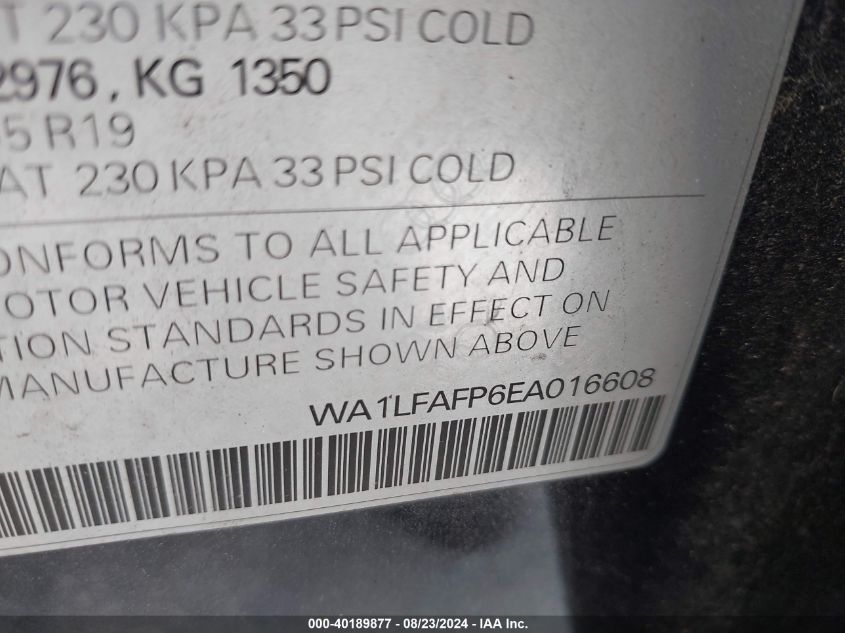 T 230 KPA 33 PSI COLD
2976, KG 1350
5 R19
AT 230 KPA 33 PSI COLD
ONFORMS TO ALL APPLICABLE
OTOR VEHICLE SAFETY AND
TION STANDARDS IN EFFECT ON
MANUFACTURE SHOWN ABOVE
WA1LFAFP6EA016608
000-40189877 - 08/23/2024 - IAA Inc.